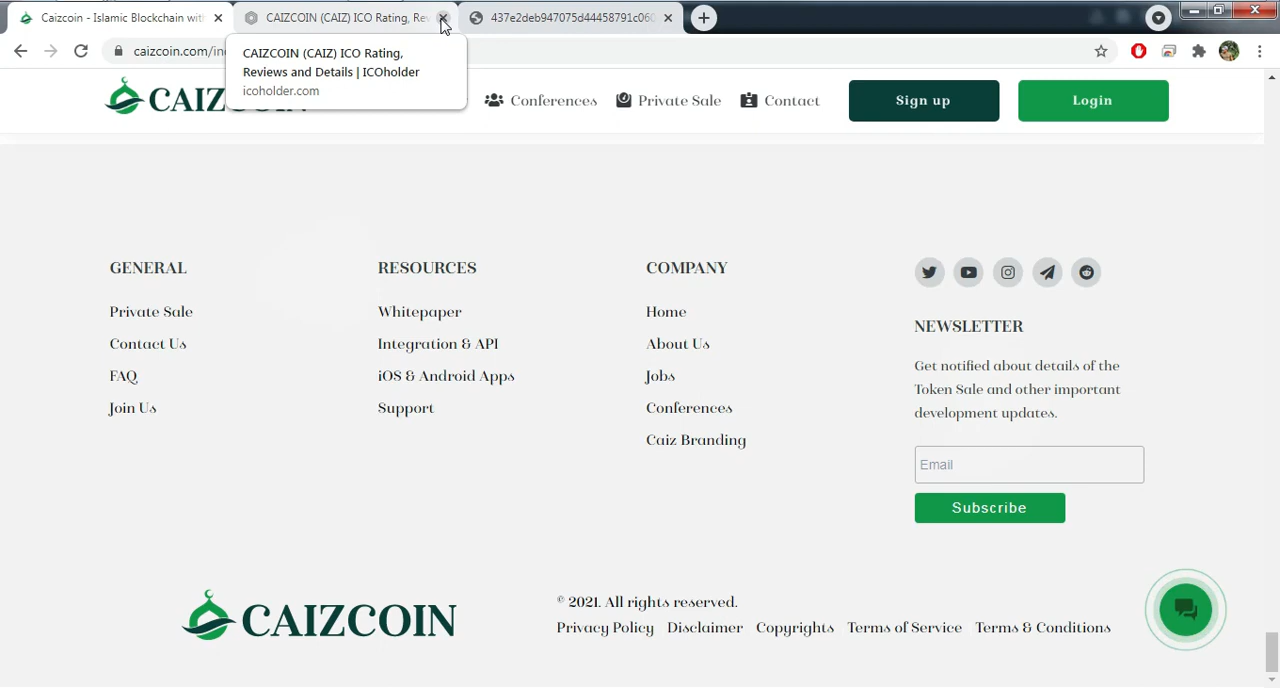 Caizcoin - Islamic Blockchain with
CAIZCOIN (CAIZ) ICO Rating, Rev
437e2deb947075d44458791c060
caizcoin.com/in
CAIZCOIN (CAIZ) ICO Rating,
Reviews and Details | ICOholder
icoholder.com
Conferences
Private Sale
Contact
Sign up
Login
GENERAL
Private Sale
Contact Us
FAQ
Join Us
RESOURCES
Whitepaper
Integration & API
iOS & Android Apps
Support
COMPANY
Home
About Us
Jobs
Conferences
Caiz Branding
NEWSLETTER
Get notified about details of the
Token Sale and other important
development updates.
Email
Subscribe
CAIZCOIN
© 2021. All rights reserved.
Privacy Policy Disclaimer Copyrights Terms of Service Terms & Conditions